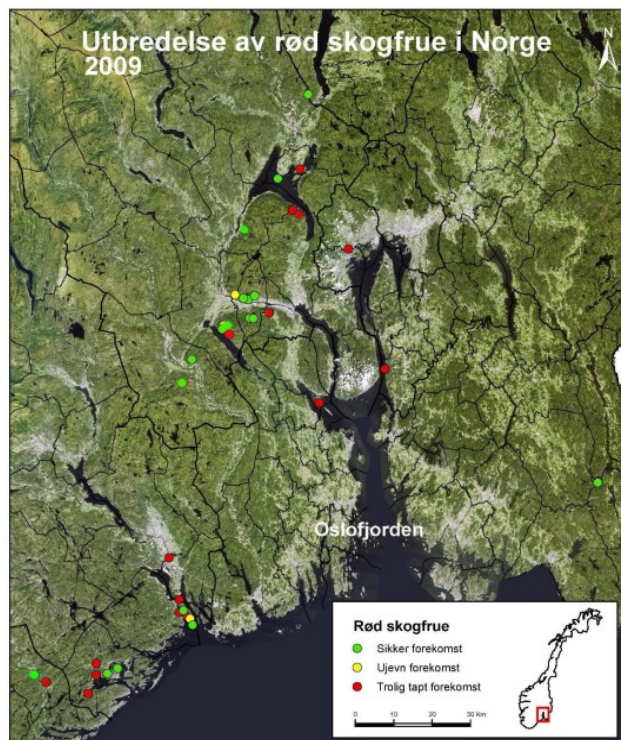 Utbredelse av rød skogfrue i Norge
2009
N
Oslofjorden
Rød skogfrue
Sikker forekomst
Ujevn forekomst
Trolig tapt forekomst
0 10 20 30 km